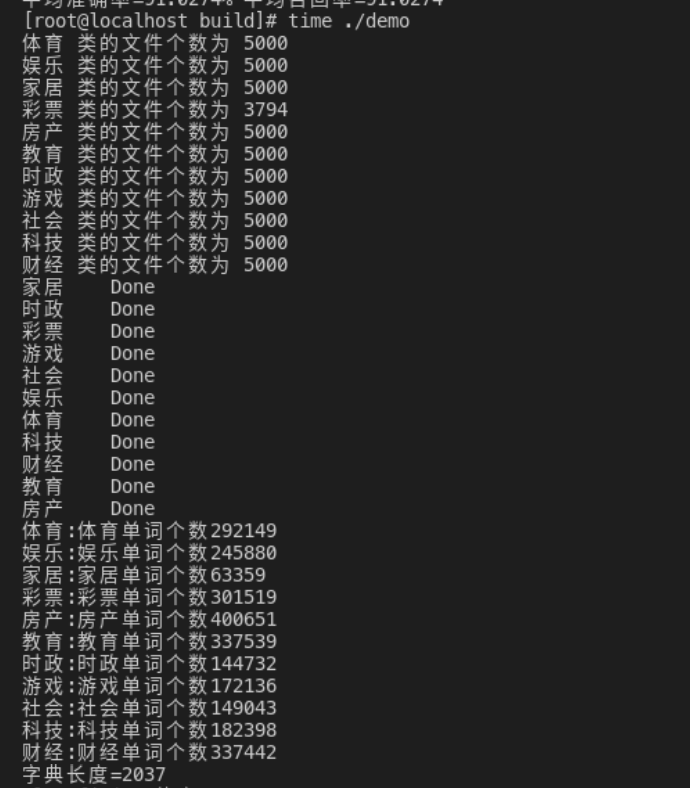 [root@localhost build]# time ./demo
体育 类的文件个数为 5000
娱乐 类的文件个数为 5000
家居 类的文件个数为 5000
彩票 类的文件个数为 3794
房产 类的文件个数为 5000
教育 类的文件个数为 5000
时政 类的文件个数为 5000
游戏 类的文件个数为 5000
社会 类的文件个数为 5000
科技 类的文件个数为 5000
财经 类的文件个数为 5000
家居 Done
时政 Done
彩票 Done
游戏 Done
社会 Done
娱乐 Done
体育 Done
科技 Done
财经 Done
教育 Done
房产 Done
体育:体育单词个数292149
娱乐:娱乐单词个数245880
家居:家居单词个数63359
彩票:彩票单词个数301519
房产:房产单词个数400651
教育:教育单词个数337539
时政:时政单词个数144732
游戏:游戏单词个数172136
社会:社会单词个数149043
科技:科技单词个数182398
财经:财经单词个数337442
字典长度=2037